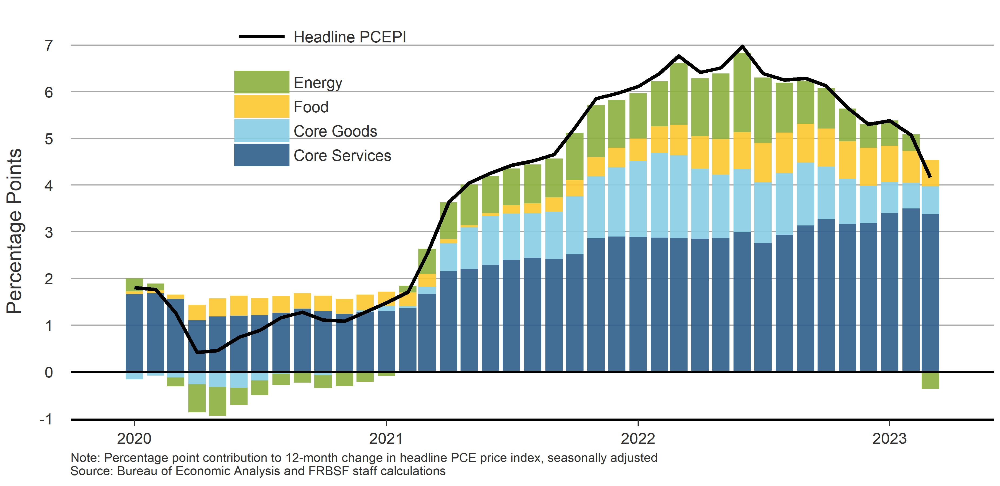 Headline PCEPI
Energy
Food
Core Goods
Core Services
Percentage Points
7
6
5
4
3
2
1
0
-1
2020
2021
2022
2023
Note: Percentage point contribution to 12-month change in headline PCE price index, seasonally adjusted
Source: Bureau of Economic Analysis and FRBSF staff calculations